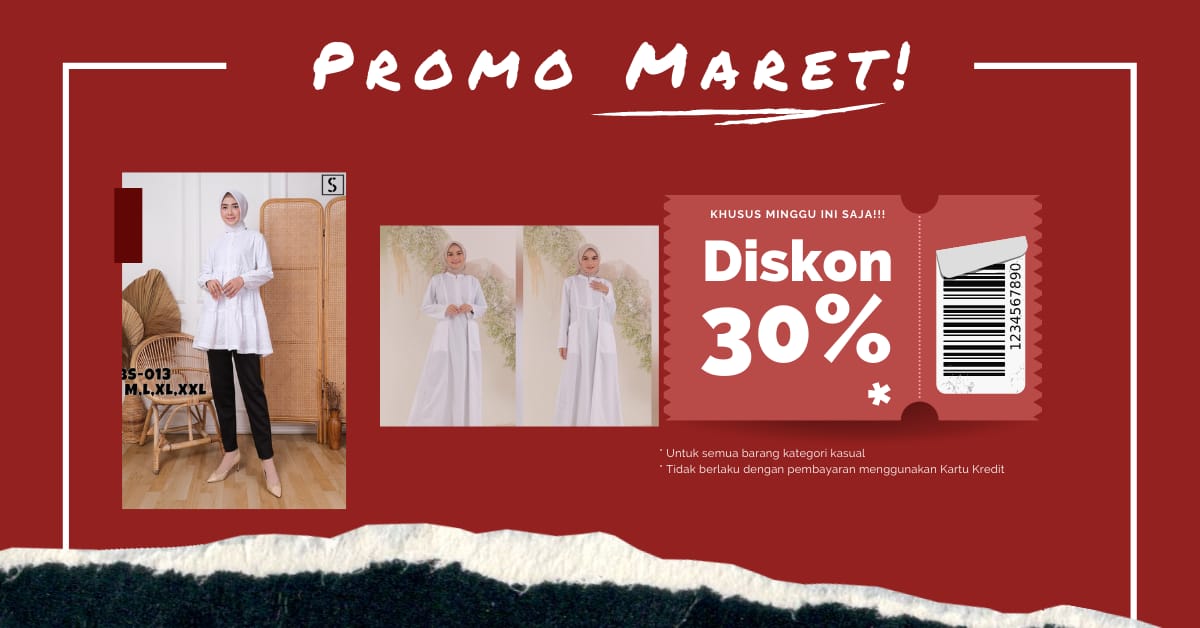 Promo Maret!
S
BS-013
M,L,XL,XXL
KHUSUS MINGGU INI SAJA!!!
Diskon
30%
*
1234567890
* Untuk semua barang kategori kasual
* Tidak berlaku dengan pembayaran menggunakan Kartu Kredit